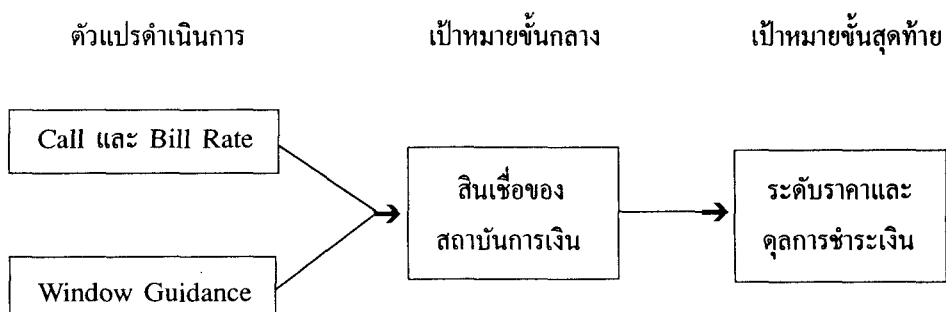 ตัวแปรดำเนินการ เป้าหมายขั้นกลาง เป้าหมายขั้นสุดท้าย
Call และ Bill Rate
สินเชื่อของ
สถาบันการเงิน
ระดับราคาและ
ดุลการชำระเงิน
Window Guidance